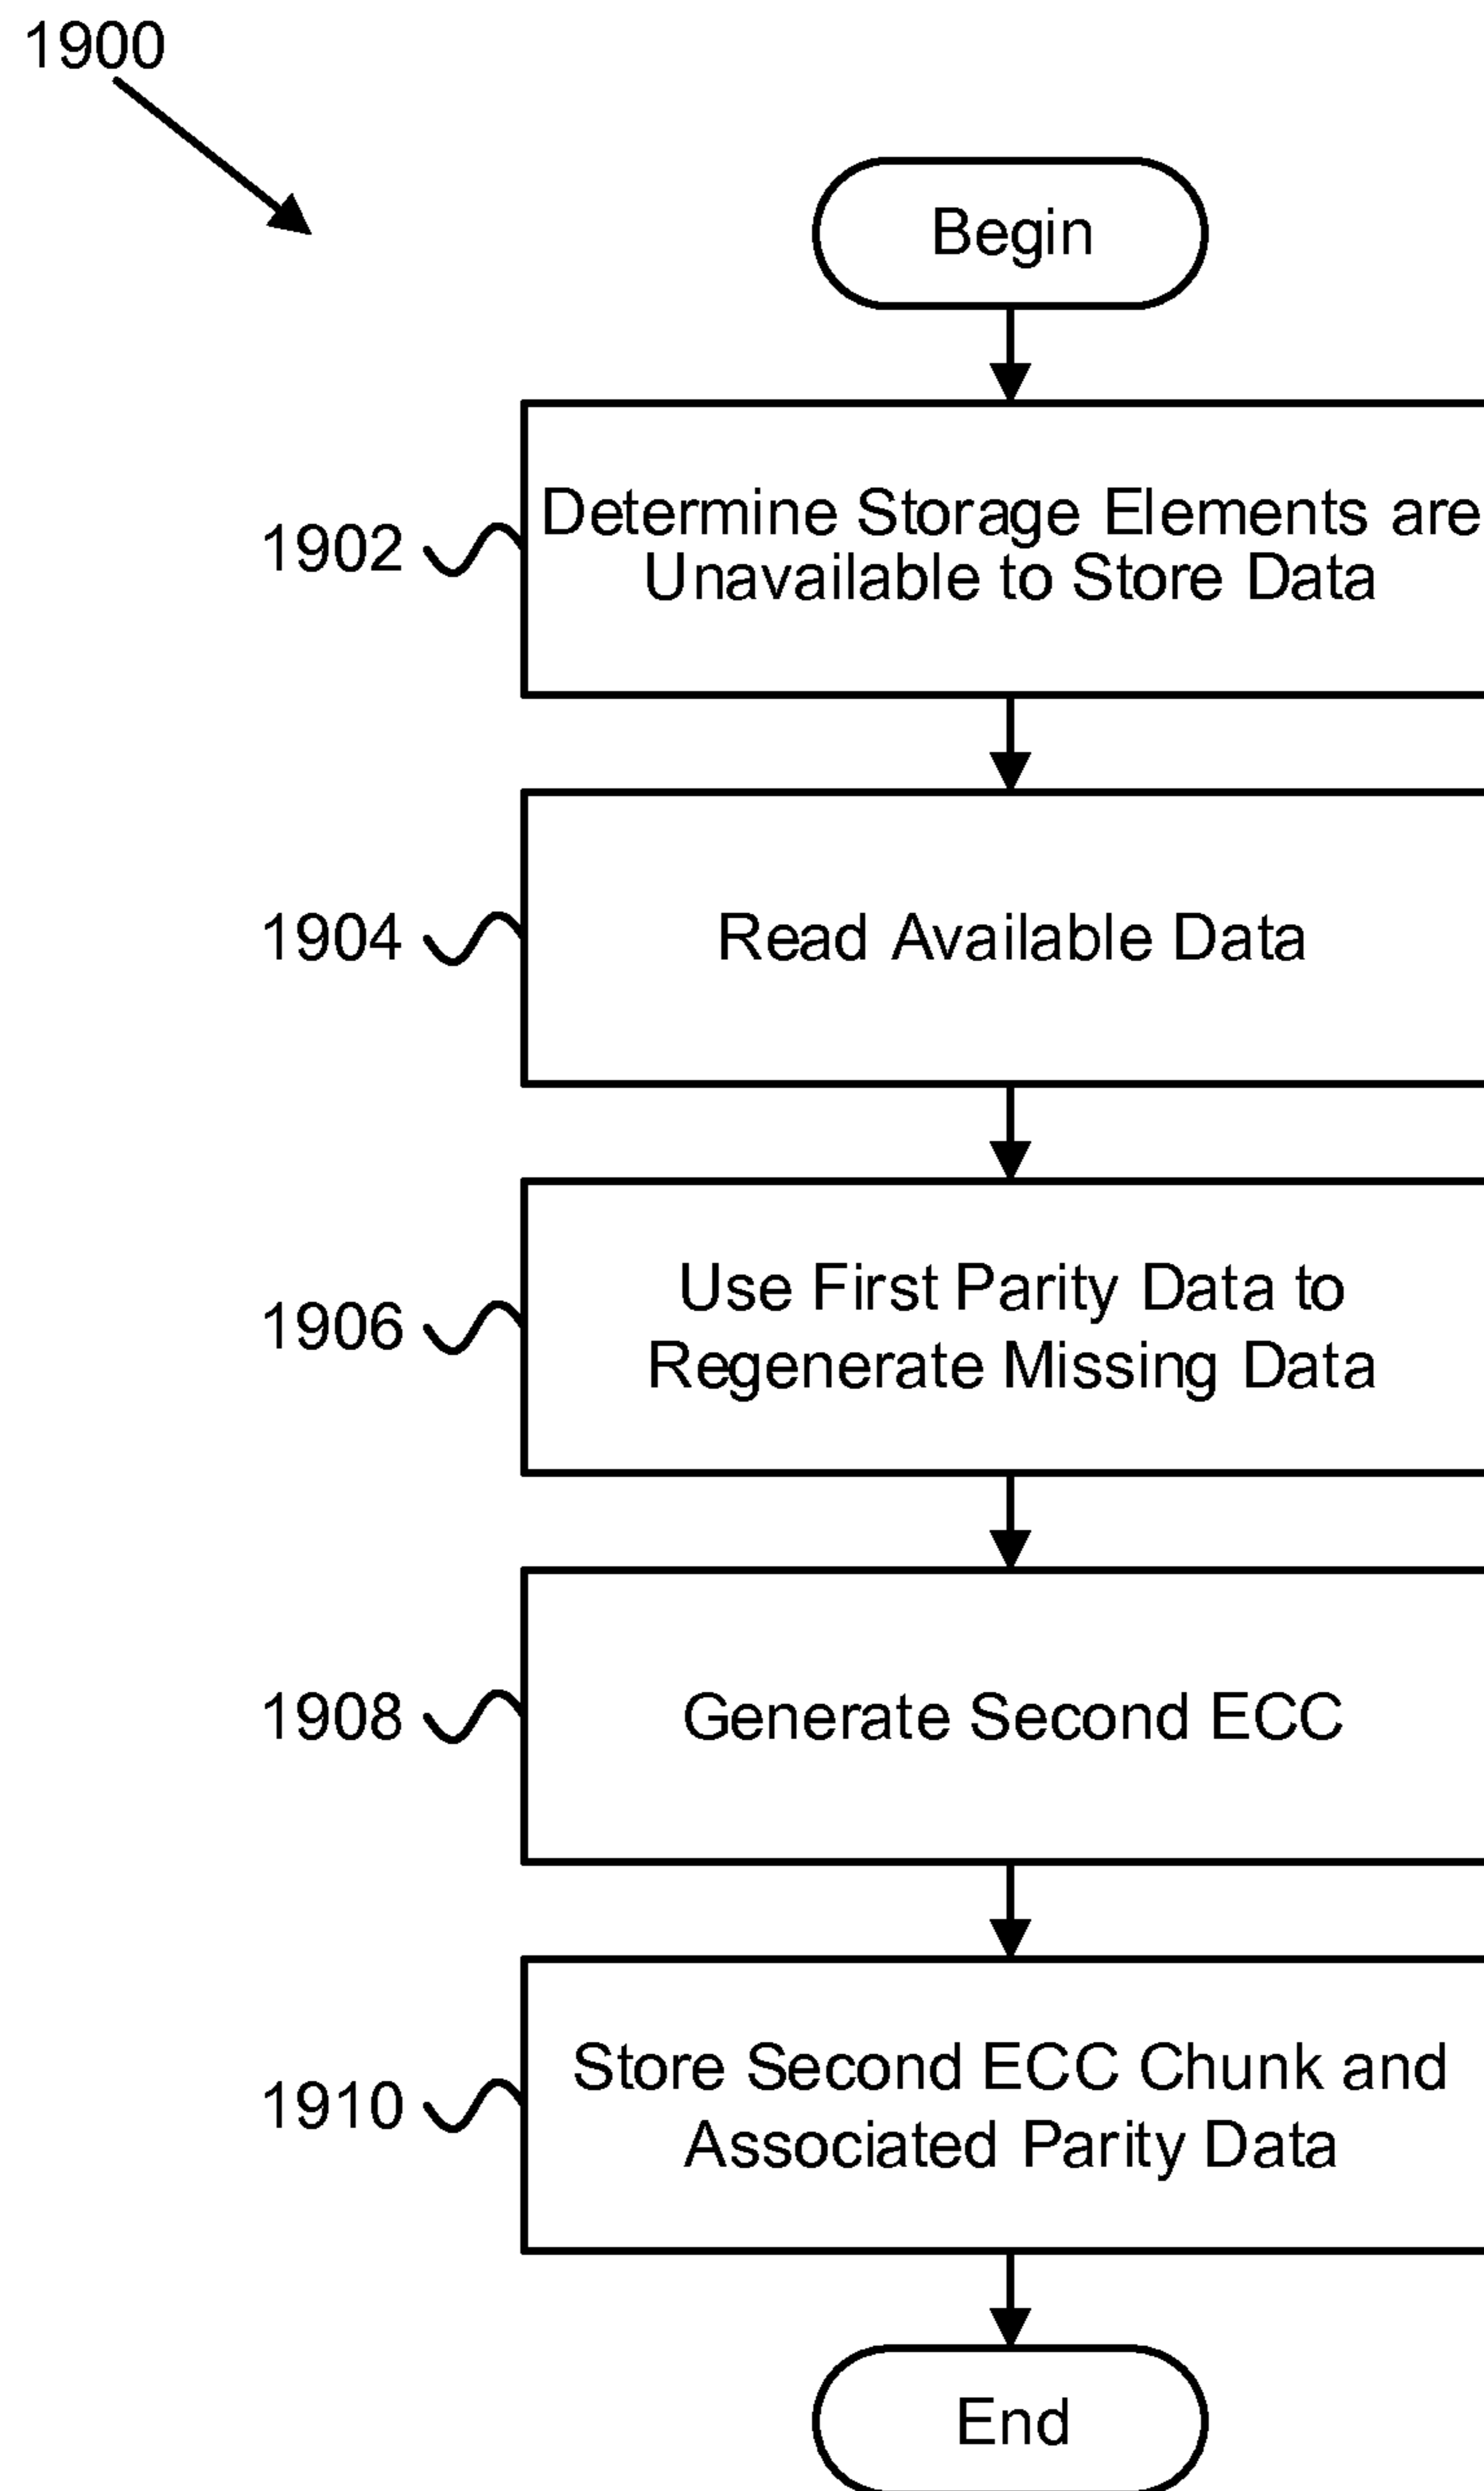 1900
Begin
1902
Determine Storage Elements are
Unavailable to Store Data
1904
Read Available Data
1906
Use First Parity Data to
Regenerate Missing Data
1908
Generate Second ECC
1910
Store Second ECC Chunk and
Associated Parity Data
End